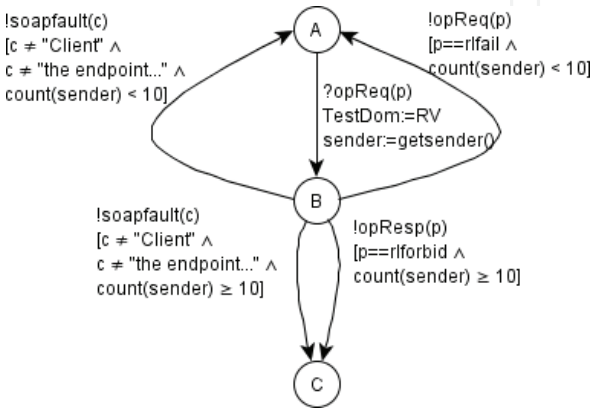 !soapfault(c)
[c ≠ "Client" ∧
c ≠ "the endpoint..." ∧
count(sender) < 10]
A
!opReq(p)
[p==rlfail ∧
count(sender) < 10]
?opReq(p)
TestDom:=RV
sender:=getsender()
B
!soapfault(c)
[c ≠ "Client" ∧
c ≠ "the endpoint..." ∧
count(sender) ≥ 10]
!opResp(p)
[p==rlforbid ∧
count(sender) ≥ 10]
C